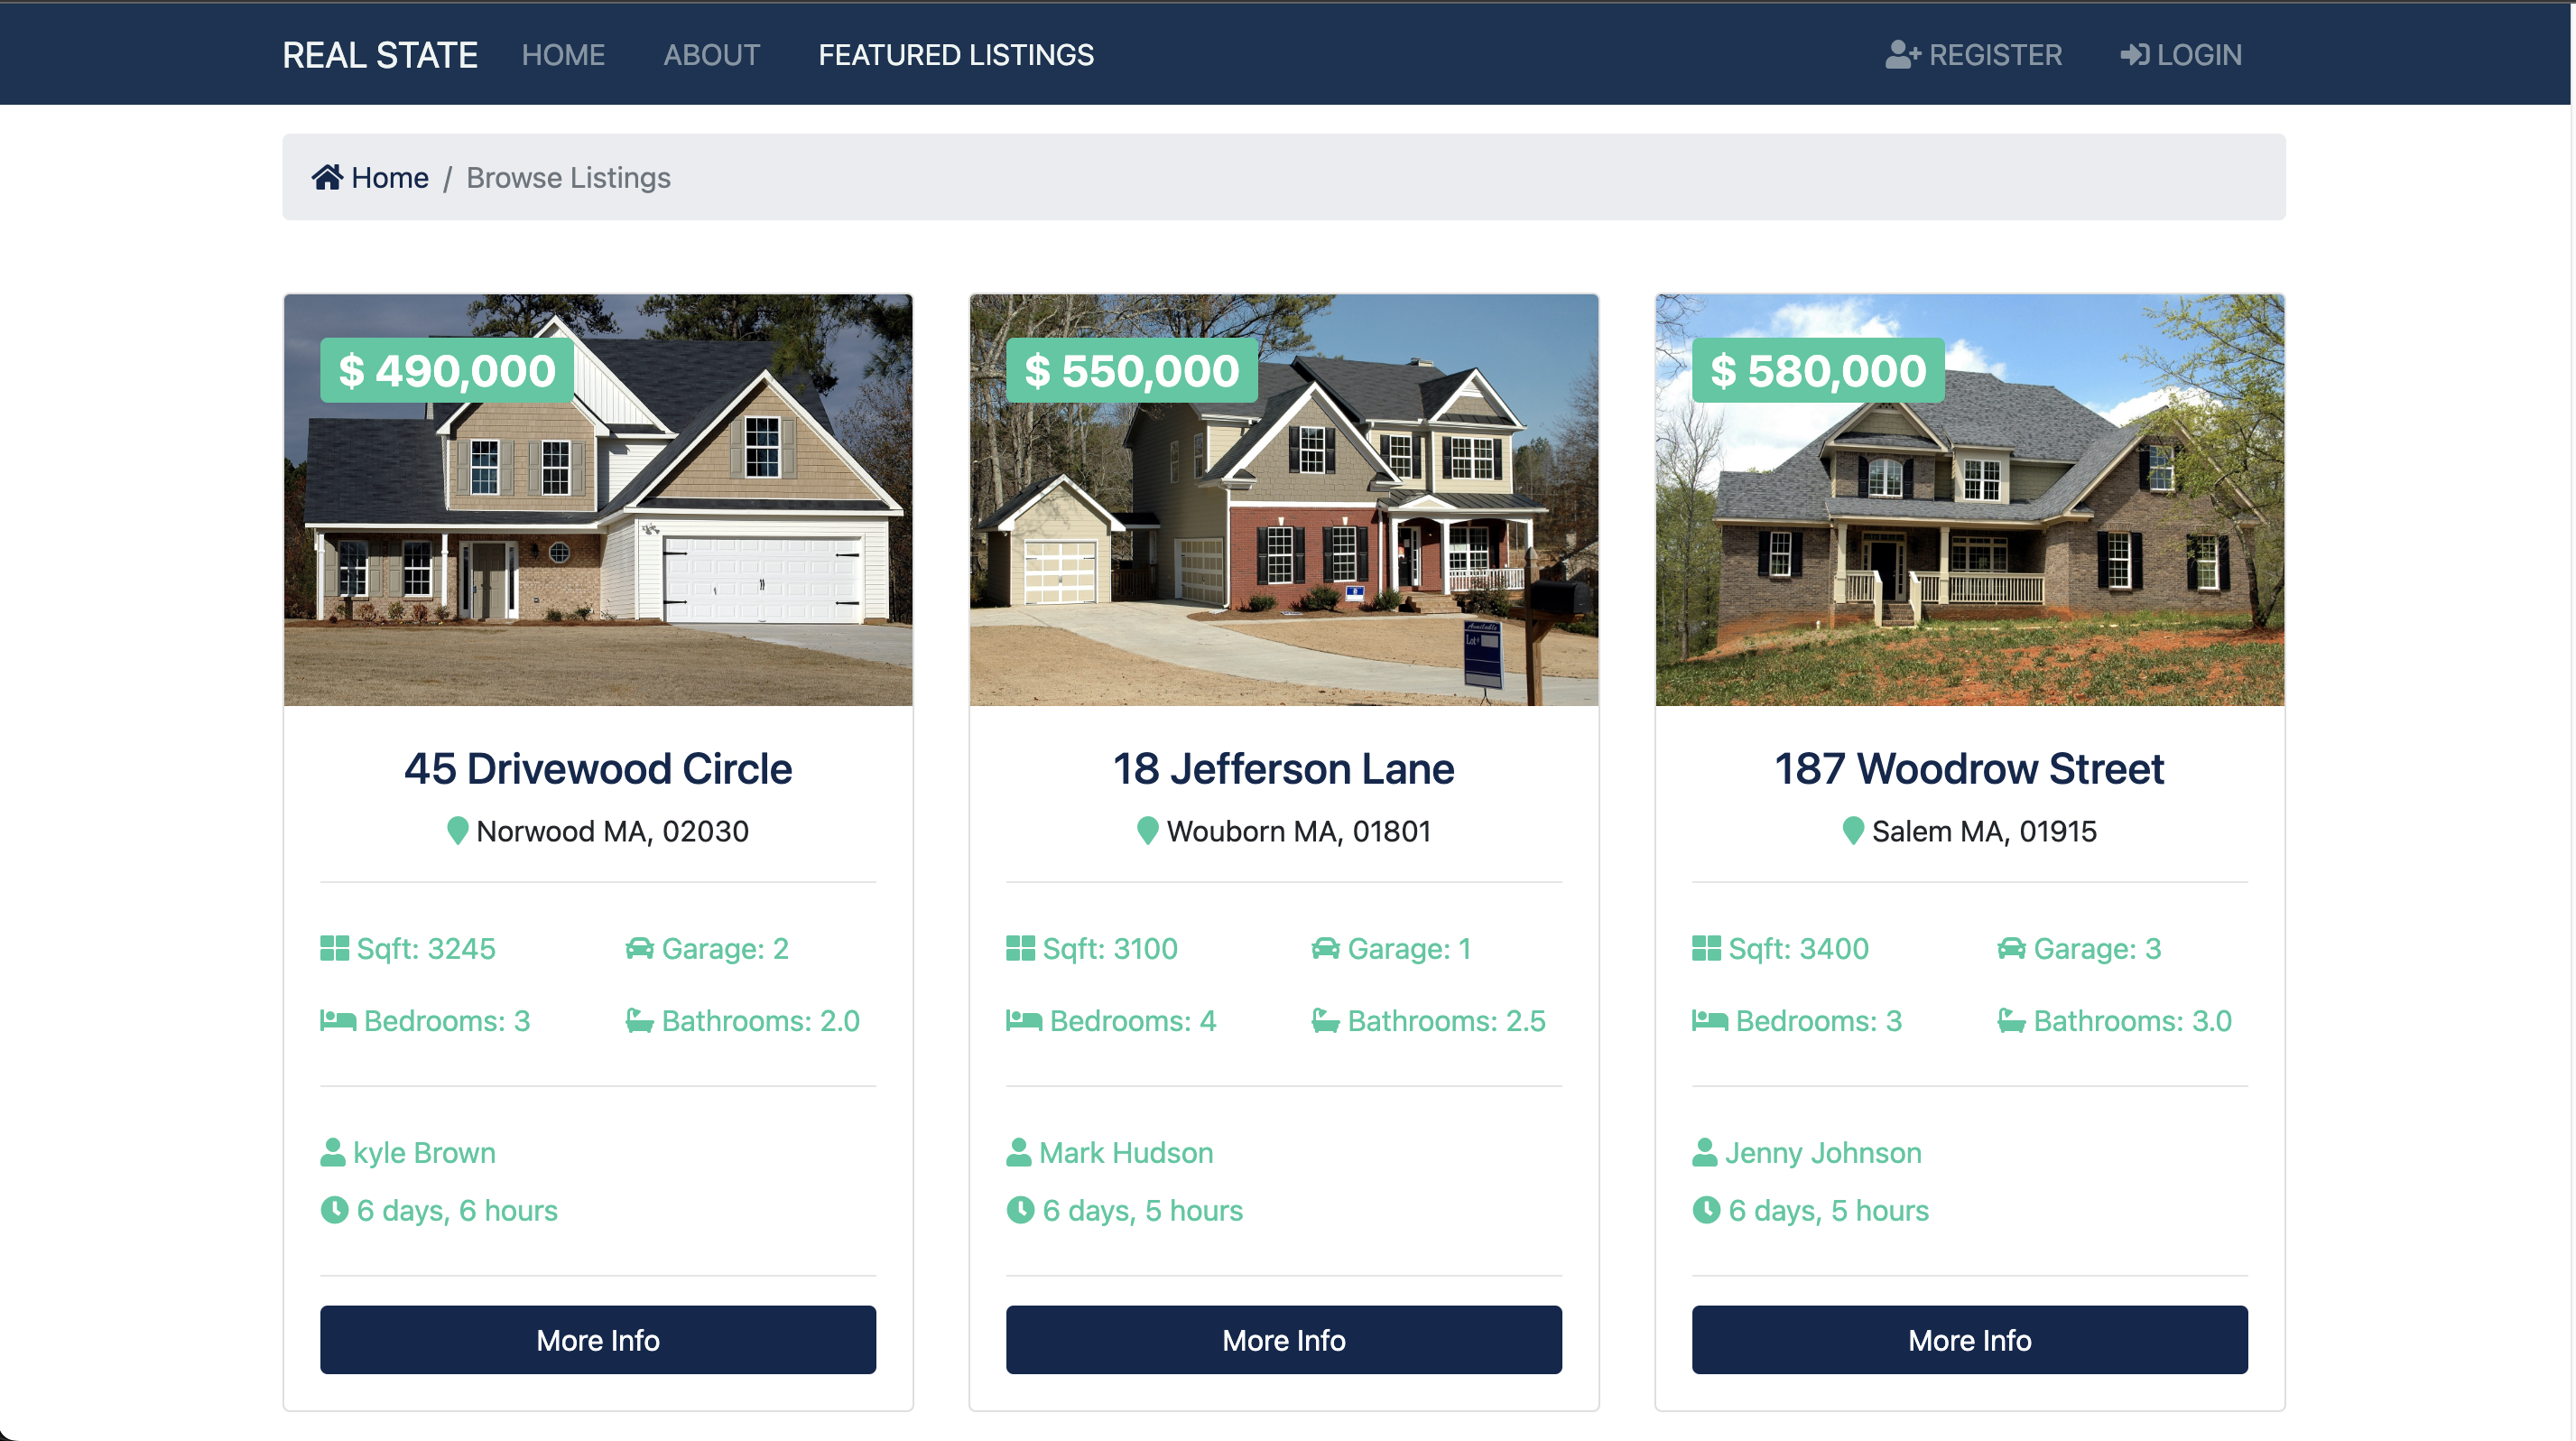 REAL STATE HOME ABOUT FEATURED LISTINGS REGISTER LOGIN
Home / Browse Listings
$ 490,000
45 Drivewood Circle
Norwood MA, 02030
Sqft: 3245 Garage: 2
Bedrooms: 3 Bathrooms: 2.0
kyle Brown
6 days, 6 hours
More Info
$ 550,000
Available
Lot#
18 Jefferson Lane
Wouborn MA, 01801
Sqft: 3100 Garage: 1
Bedrooms: 4 Bathrooms: 2.5
Mark Hudson
6 days, 5 hours
More Info
$ 580,000
187 Woodrow Street
Salem MA, 01915
Sqft: 3400 Garage: 3
Bedrooms: 3 Bathrooms: 3.0
Jenny Johnson
6 days, 5 hours
More Info